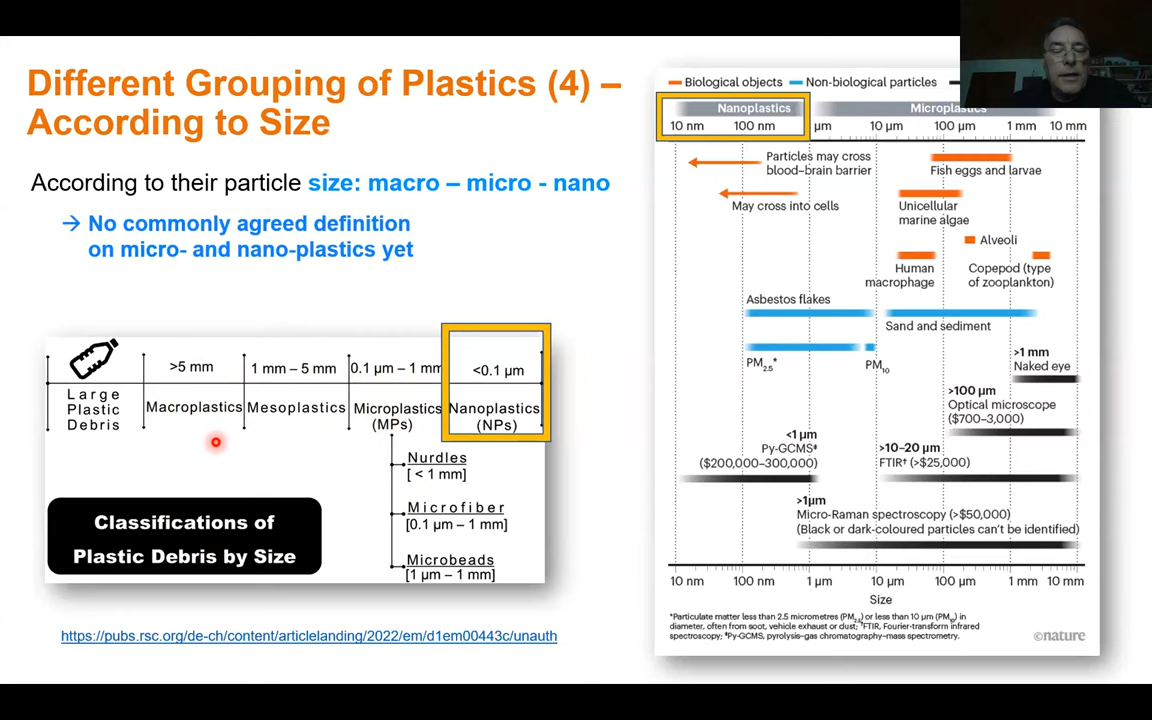 Different Grouping of Plastics (4) –
According to Size
According to their particle size: macro – micro - nano
→ No commonly agreed definition
on micro- and nano-plastics yet
>5 mm
1 mm – 5 mm
0.1 µm – 1 mm
<0.1 µm
Large
Plastic
Debris
Macroplastics
Mesoplastics
Microplastics
(MPs)
Nanoplastics
(NPs)
Nurdles
[ < 1 mm]
Microfiber
[0.1 µm – 1 mm]
Microbeads
[1 µm – 1 mm]
Classifications of
Plastic Debris by Size
https://pubs.rsc.org/de-ch/content/articlelanding/2022/em/d1em00443c/unauth
Biological objects Non-biological particles
Nanoplastics Microplastics
10 nm 100 nm µm 10 µm 100 µm 1 mm 10 mm
Particles may cross
blood–brain barrier
Fish eggs and larvae
May cross into cells
Unicellular
marine algae
Alveoli
Human
macrophage
Copepod (type
of zooplankton)
Asbestos flakes
Sand and sediment
PM2.5*
PM10
>1 mm
Naked eye
>100 µm
Optical microscope
($700–3,000)
<1 µm
Py-GCMS‡
($200,000–300,000)
>10–20 µm
FTIR† (>$25,000)
>1µm
Micro-Raman spectroscopy (>$50,000)
(Black or dark-coloured particles can't be identified)
10 nm 100 nm 1 µm 10 µm 100 µm 1 mm 10 mm
Size
*Particulate matter less than 2.5 micrometres (PM2.5) or less than 10 µm (PM10) in
diameter, often from soot, vehicle exhaust or dust; †FTIR, Fourier-transform infrared
spectroscopy; ‡Py-GCMS, pyrolysis–gas chromatography–mass spectrometry.
©nature